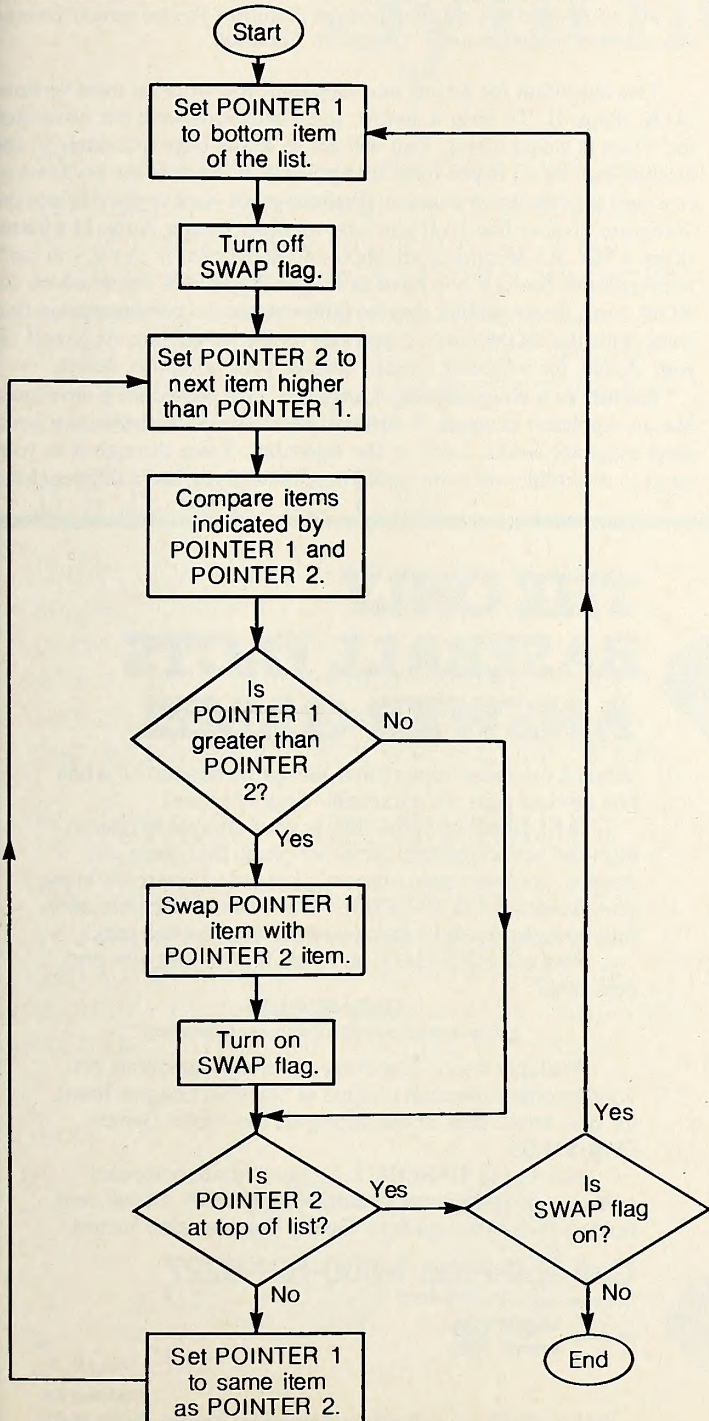 Start
Set POINTER 1
to bottom item
of the list.
Turn off
SWAP flag.
Set POINTER 2 to
next item higher
than POINTER 1.
Compare items
indicated by
POINTER 1 and
POINTER 2.
Is
POINTER 1
greater than
POINTER
2?
No
Yes
Swap POINTER 1
item with
POINTER 2 item.
Turn on
SWAP flag.
Is
POINTER 2
at top of list?
Yes
No
Is
SWAP flag
on?
Yes
No
End
Set POINTER 1
to same item
as POINTER 2.